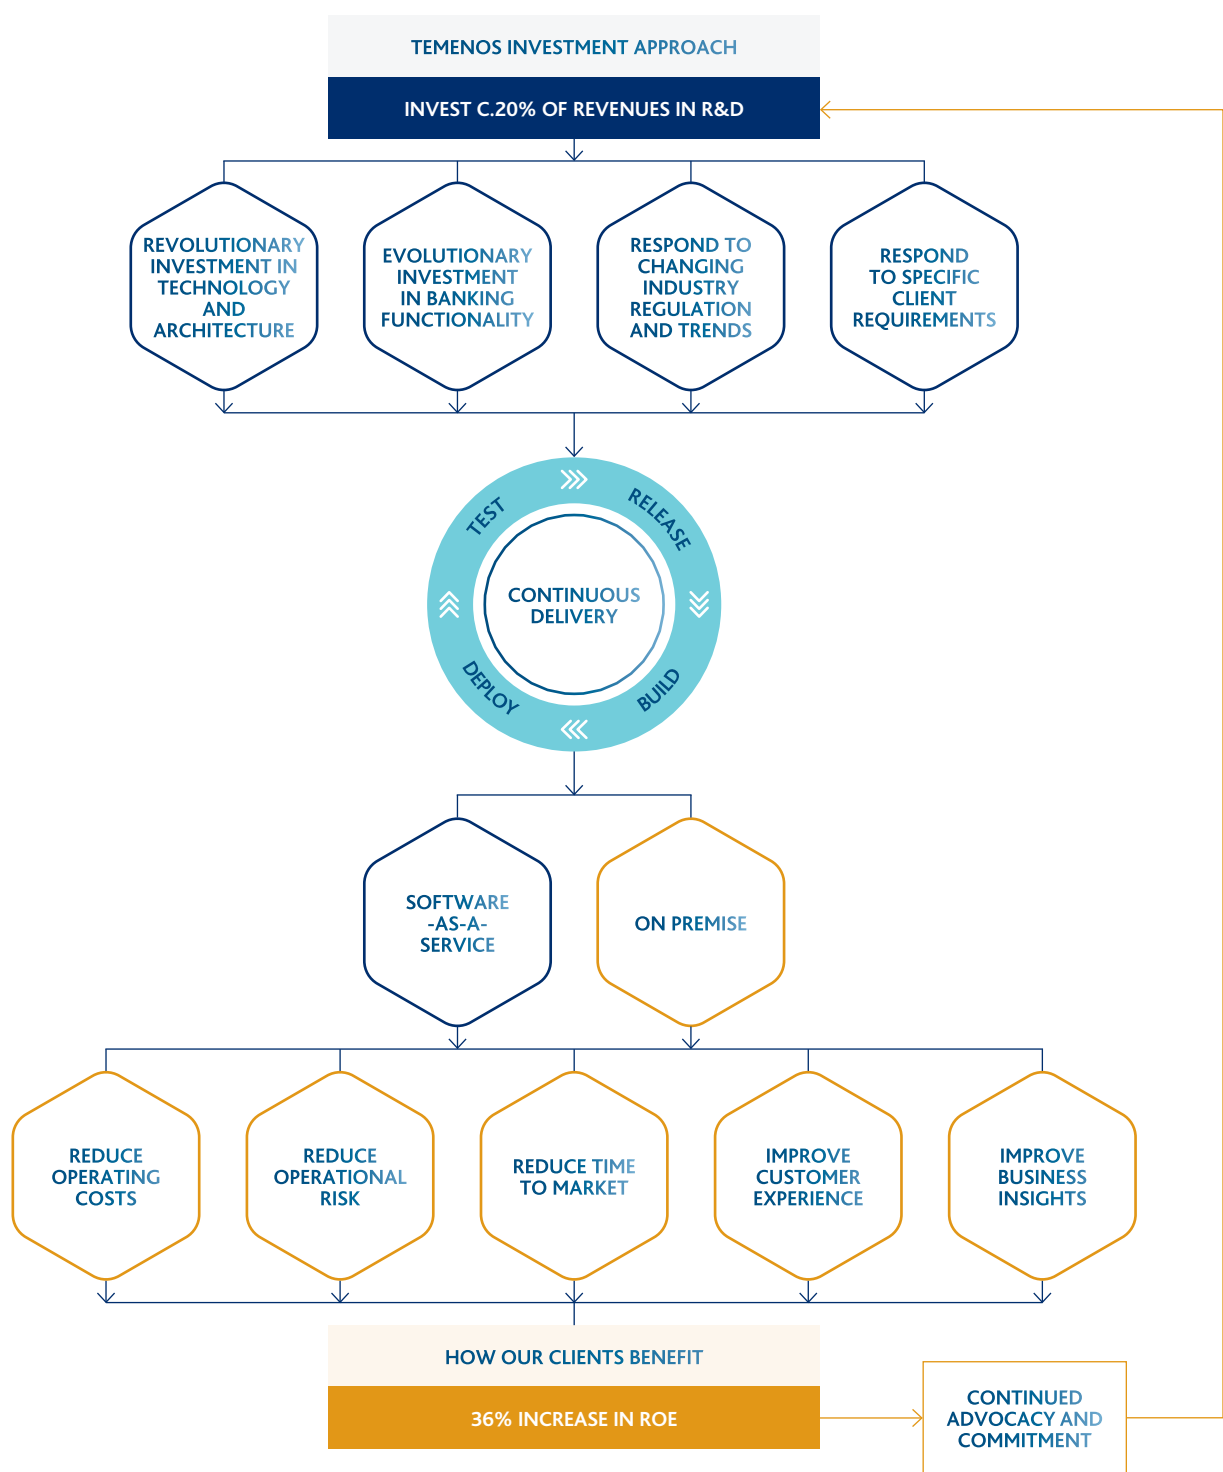 TEMENOS INVESTMENT APPROACH
INVEST C.20% OF REVENUES IN R&D
REVOLUTIONARY
INVESTMENT IN
TECHNOLOGY
AND
ARCHITECTURE
EVOLUTIONARY
INVESTMENT
IN BANKING
FUNCTIONALITY
RESPOND TO
CHANGING
INDUSTRY
REGULATION
AND TRENDS
RESPOND
TO SPECIFIC
CLIENT
REQUIREMENTS
TEST
RELEASE
CONTINUOUS
DELIVERY
DEPLOY
BUILD
SOFTWARE
-AS-A-
SERVICE
ON PREMISE
REDUCE
OPERATING
COSTS
REDUCE
OPERATIONAL
RISK
REDUCE TIME
TO MARKET
IMPROVE
CUSTOMER
EXPERIENCE
IMPROVE
BUSINESS
INSIGHTS
HOW OUR CLIENTS BENEFIT
36% INCREASE IN ROE
CONTINUED
ADVOCACY AND
COMMITMENT